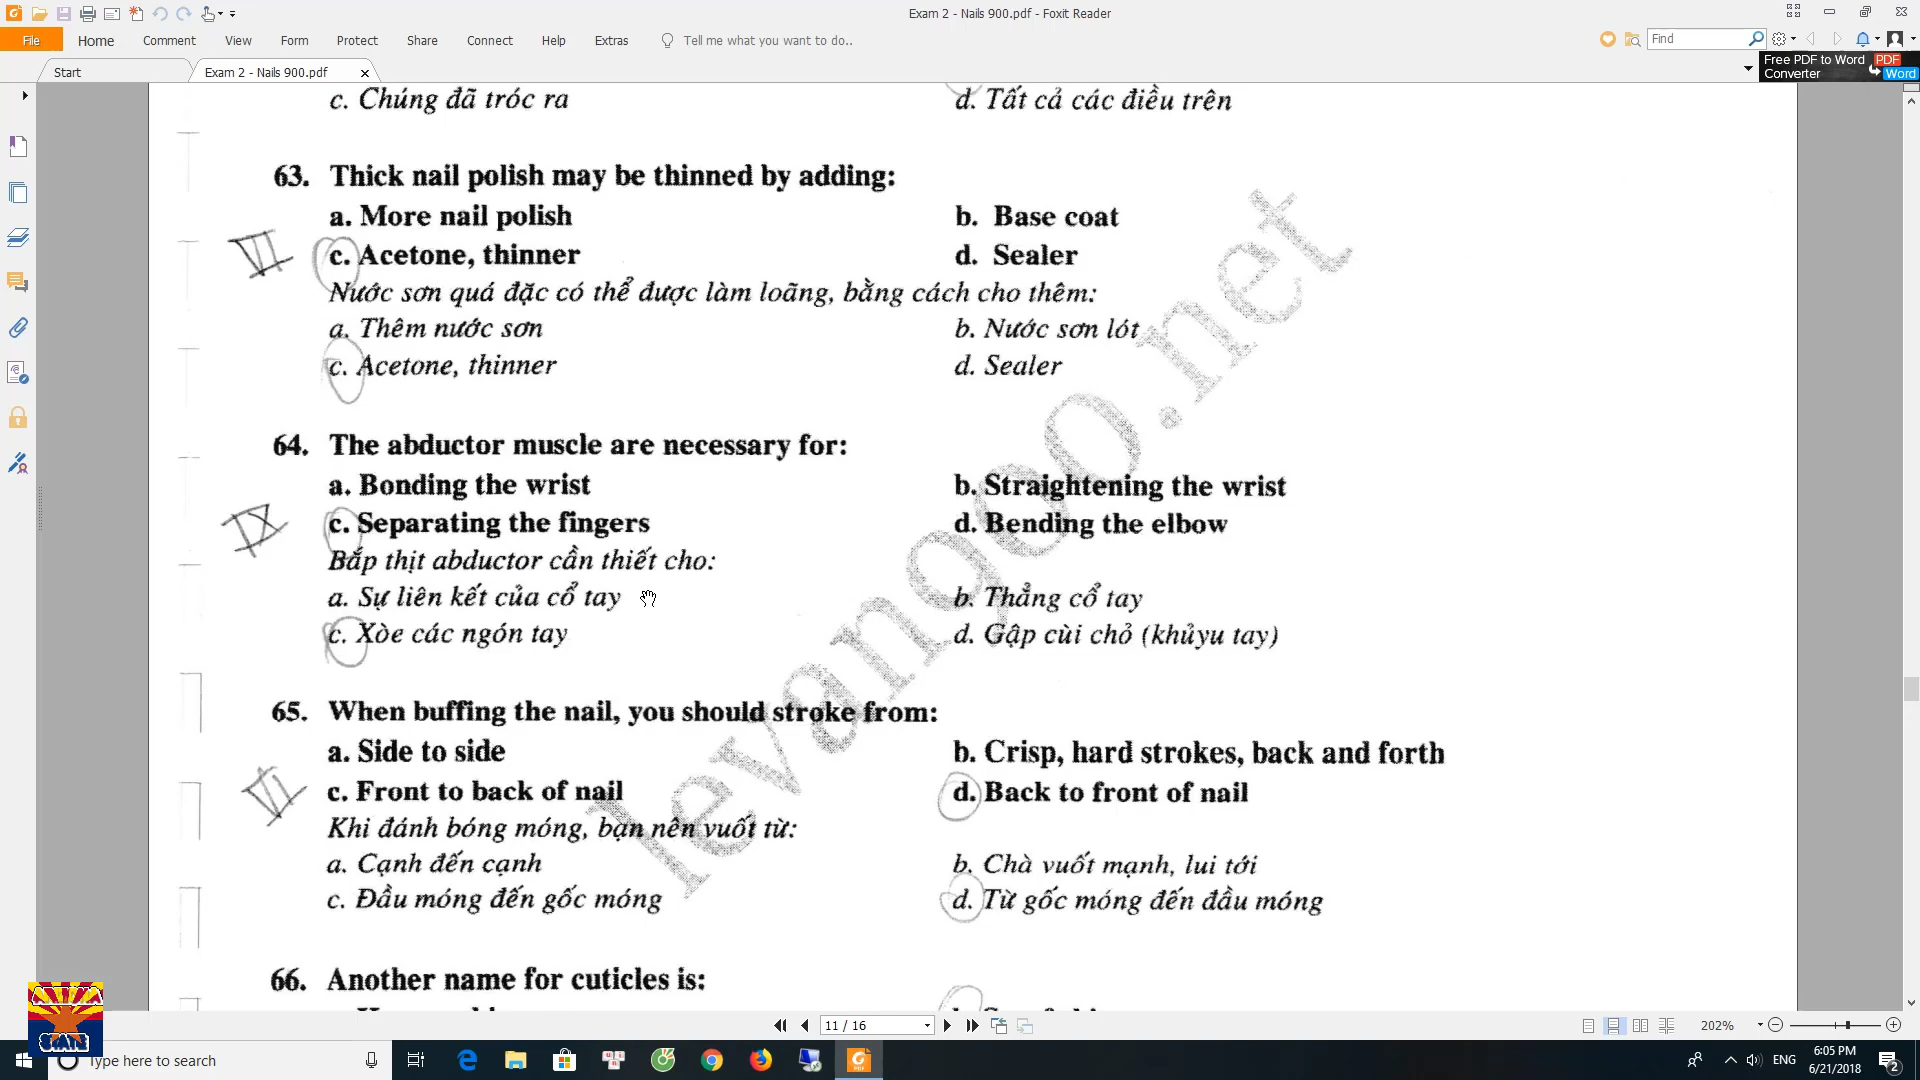 Exam 2 - Nails 900.pdf - Foxit Reader
File Home Comment View Form Protect Share Connect Help Extras Tell me what you want to do.. Find
Start Exam 2 - Nails 900.pdf
Free PDF to Word Converter PDF Word
c. Chúng đã tróc ra d. Tất cả các điều trên
63. Thick nail polish may be thinned by adding:
a. More nail polish b. Base coat
VI c. Acetone, thinner d. Sealer
Nước sơn quá đặc có thể được làm loãng, bằng cách cho thêm:
a. Thêm nước sơn b. Nước sơn lót
c. Acetone, thinner d. Sealer
64. The abductor muscle are necessary for:
a. Bonding the wrist b. Straightening the wrist
IX c. Separating the fingers d. Bending the elbow
Bắp thịt abductor cần thiết cho:
a. Sự liên kết của cổ tay b. Thẳng cổ tay
c. Xòe các ngón tay d. Gập cùi chỏ (khủyu tay)
65. When buffing the nail, you should stroke from:
a. Side to side b. Crisp, hard strokes, back and forth
VI c. Front to back of nail d. Back to front of nail
Khi đánh bóng móng, bạn nên vuốt từ:
a. Cạnh đến cạnh b. Chà vuốt mạnh, lui tới
c. Đầu móng đến gốc móng d. Từ gốc móng đến đầu móng
66. Another name for cuticles is:
levangoo.net
11 / 16 202%
ARIZONA STATE
Type here to search ENG 6:05 PM
6/21/2018 2